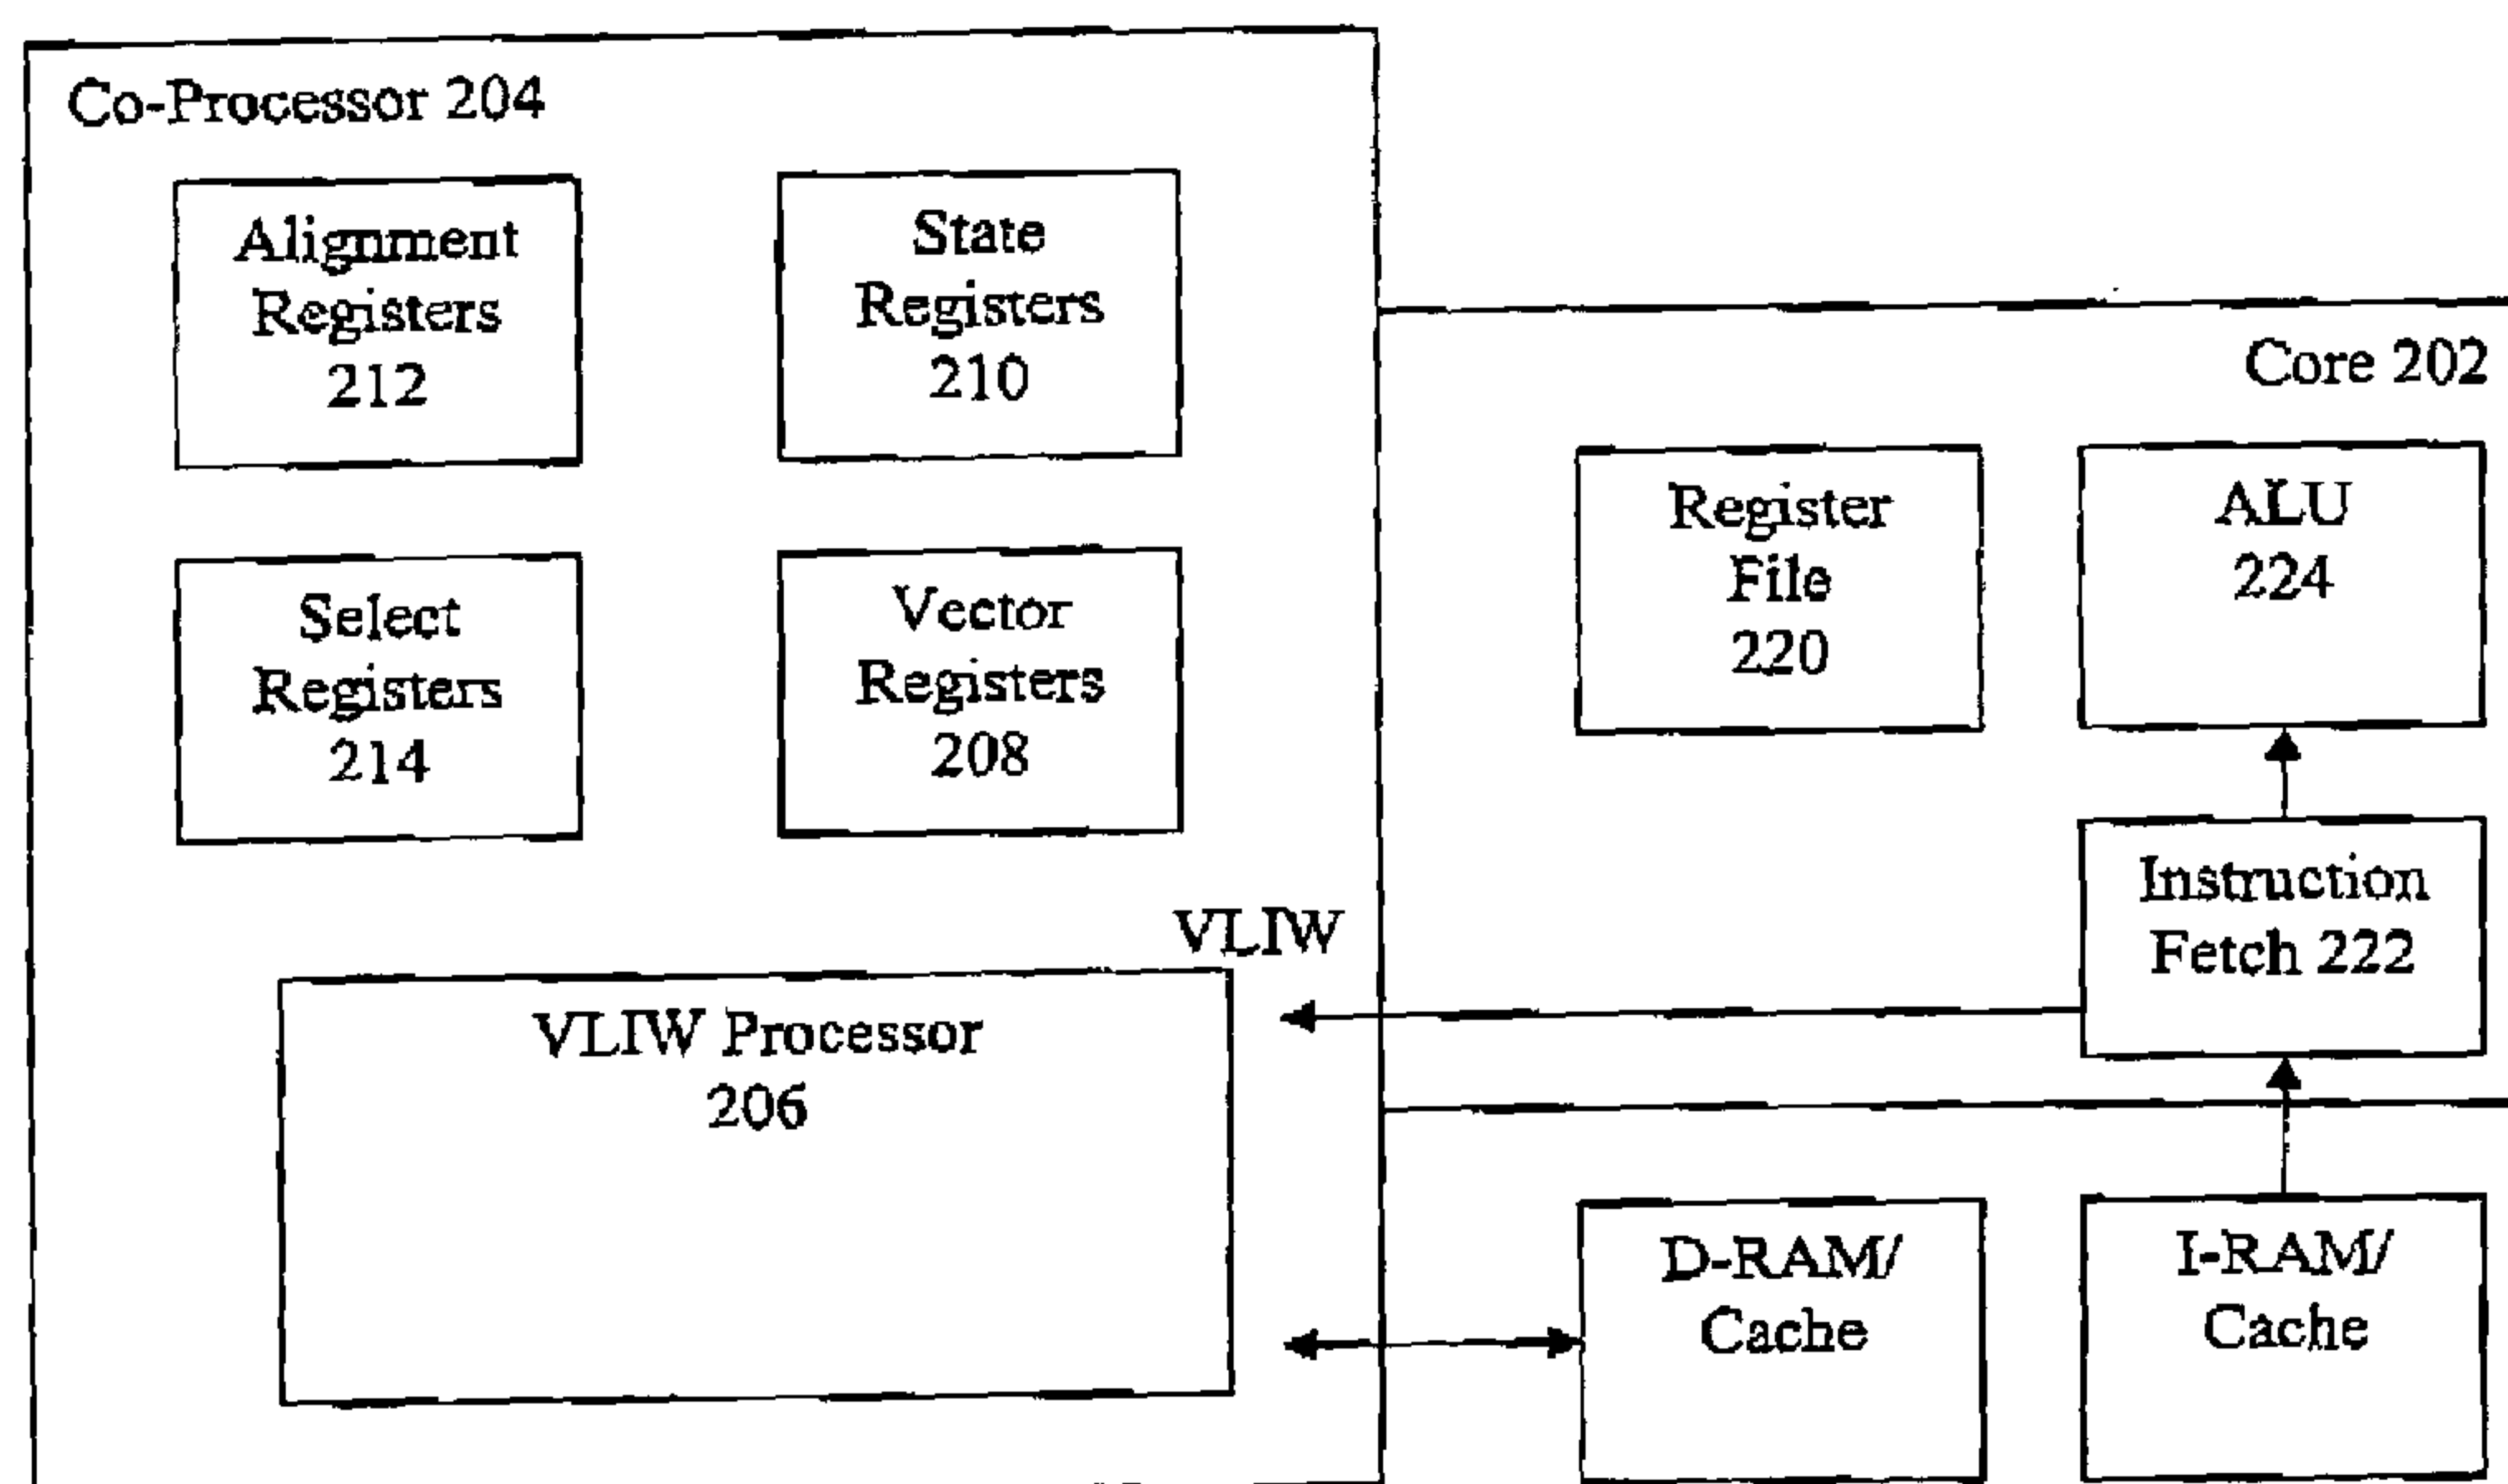 Co-Processor 204
Alignment
Registers
212
State
Registers
210
Select
Registers
214
Vector
Registers
208
VLIW
VLIW Processor
206
Core 202
Register
File
220
ALU
224
Instruction
Fetch 222
D-RAM/
Cache
I-RAM/
Cache